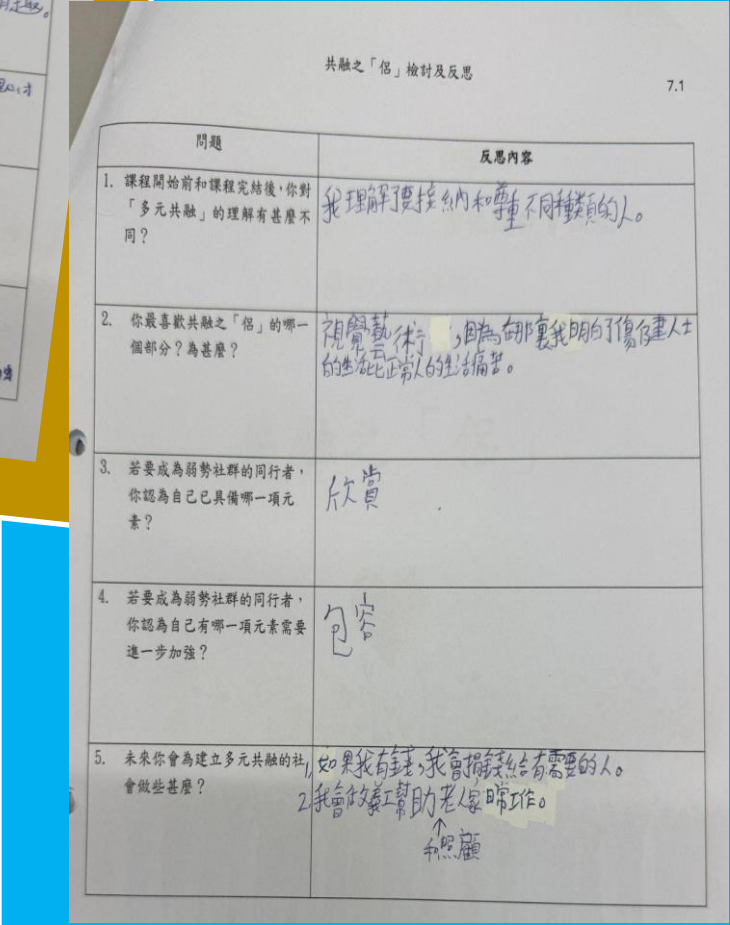 共融之「侶」檢討及反思
7.1
問題
反思內容
1. 課程開始前和課程完結後，你對
「多元共融」的理解有甚麼不
同？
我理解了要接納和尊重不同種類的人。
2. 你最喜歡共融之「侶」的哪一
個部分？為甚麼？
視覺藝術，因為在那裏我明白了傷健人士
的生活比正常人的生活痛苦。
3. 若要成為弱勢社群的同行者，
你認為自己已具備哪一項元
素？
欣賞
4. 若要成為弱勢社群的同行者，
你認為自己有哪一項元素需要
進一步加強？
包容
5. 未來你會為建立多元共融的社
會做些甚麼？
1. 如果我有錢，我會捐錢給有需要的人。
2. 我會做義工幫助老人家日常工作。
↑
和照顧